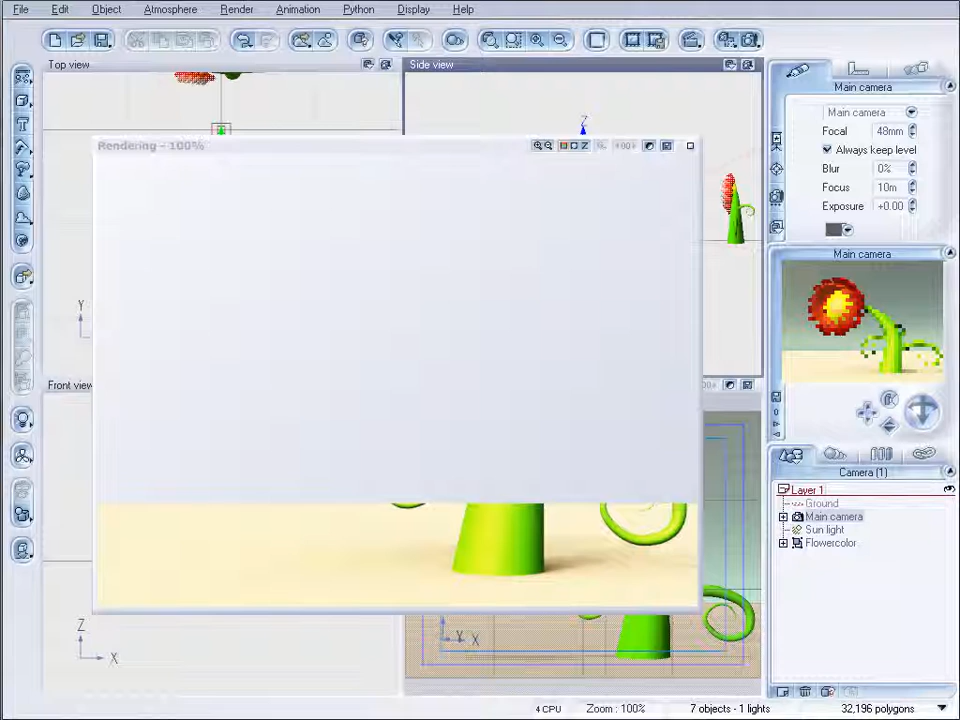 File Edit Object Atmosphere Render Animation Python Display Help
Top view
Side view
Main camera
Main camera
Focal 48mm
Always keep level
Blur 0%
Focus 10m
Exposure +0.00
Z
Rendering - 100%
Main camera
Y
Front view
Camera (1)
Layer 1
Ground
Main camera
Sun light
Flowercolor
Z
X
Y X
4 CPU Zoom : 100% 7 objects - 1 lights 32,196 polygons